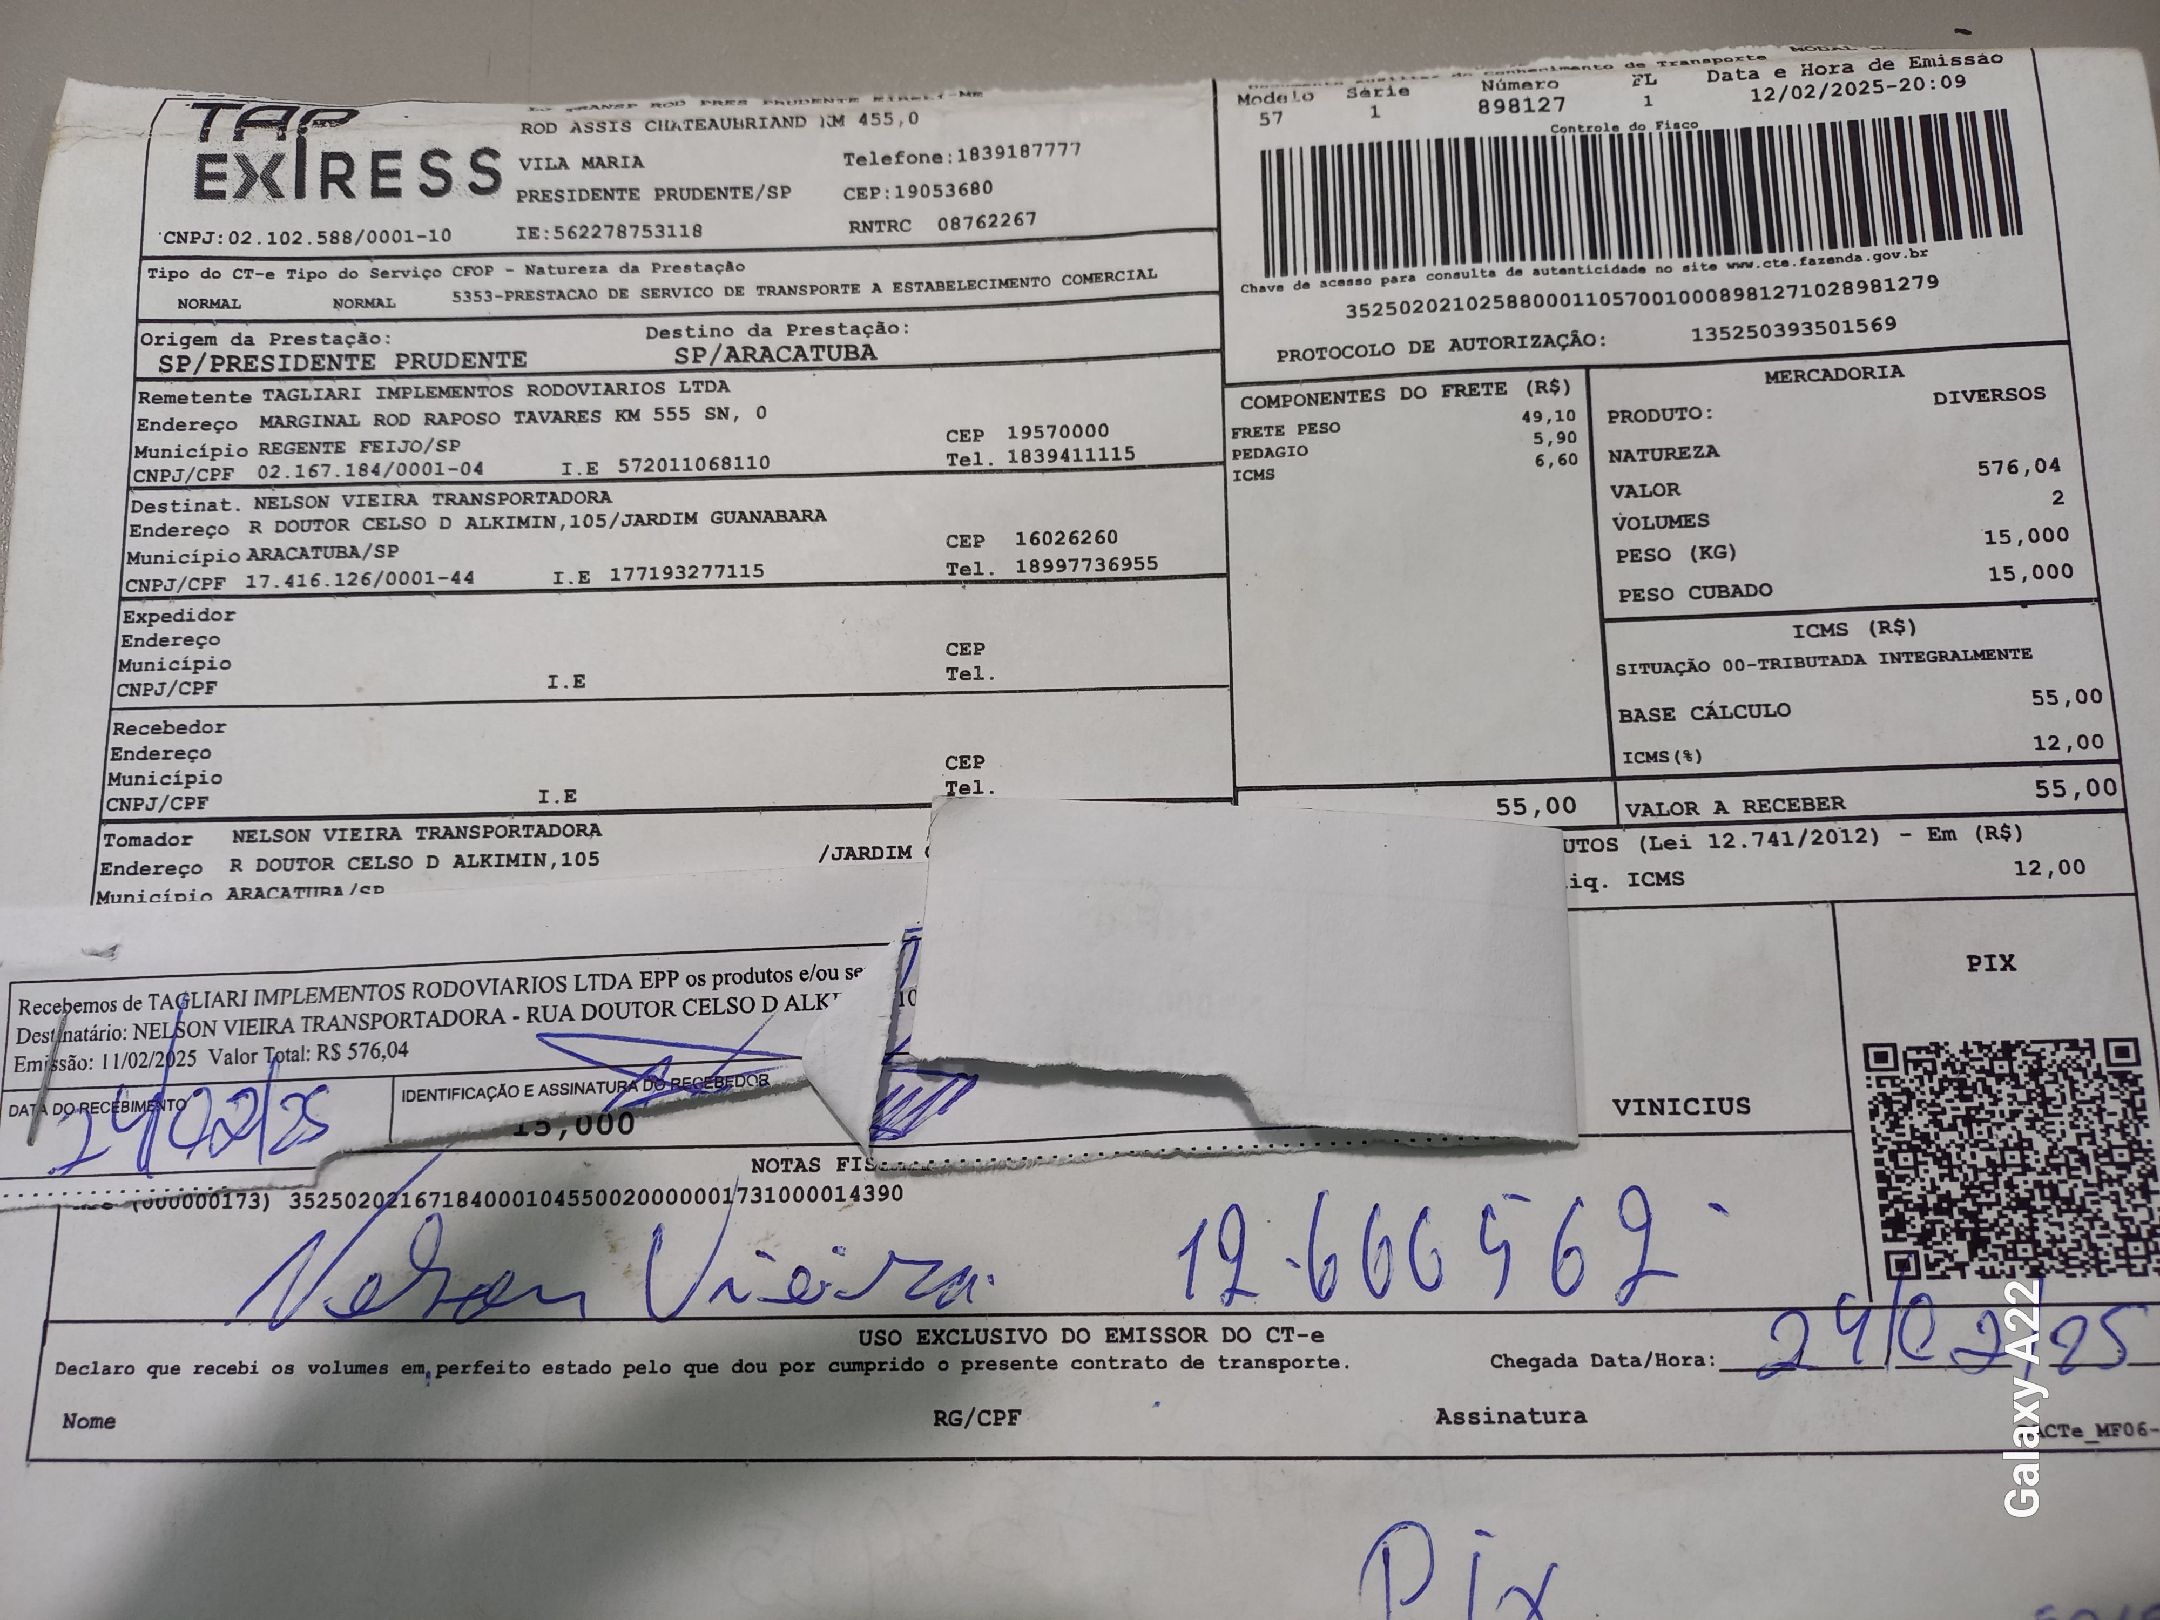 TAP
EXPRESS
ROD ASSIS CHATEAUBRIAND KM 455,0
VILA MARIA Telefone:1839187777
PRESIDENTE PRUDENTE/SP CEP:19053680
CNPJ:02.102.588/0001-10 IE:562278753118 RNTRC 08762267
Modelo Série Número FL Data e Hora de Emissão
57 1 898127 1 12/02/2025-20:09
Controle do Fisco
Chave de acesso para consulta de autenticidade no site www.cte.fazenda.gov.br
35250202102588000110570010008981271028981279
PROTOCOLO DE AUTORIZAÇÃO: 135250393501569
Tipo do CT-e Tipo do Serviço CFOP - Natureza da Prestação
NORMAL NORMAL 5353-PRESTACAO DE SERVICO DE TRANSPORTE A ESTABELECIMENTO COMERCIAL
Origem da Prestação: Destino da Prestação:
SP/PRESIDENTE PRUDENTE SP/ARACATUBA
Remetente TAGLIARI IMPLEMENTOS RODOVIARIOS LTDA
Endereço MARGINAL ROD RAPOSO TAVARES KM 555 SN, 0
Município REGENTE FEIJO/SP CEP 19570000
CNPJ/CPF 02.167.184/0001-04 I.E 572011068110 Tel. 1839411115
Destinat. NELSON VIEIRA TRANSPORTADORA
Endereço R DOUTOR CELSO D ALKIMIN,105/JARDIM GUANABARA
Município ARACATUBA/SP CEP 16026260
CNPJ/CPF 17.416.126/0001-44 I.E 177193277115 Tel. 18997736955
Expedidor
Endereço
Município CEP
CNPJ/CPF I.E Tel.
Recebedor
Endereço
Município CEP
CNPJ/CPF I.E Tel.
Tomador NELSON VIEIRA TRANSPORTADORA
Endereço R DOUTOR CELSO D ALKIMIN,105 /JARDIM
Município ARACATUBA/SP
COMPONENTES DO FRETE (R$)
FRETE PESO 49,10
PEDAGIO 5,90
ICMS 6,60
55,00
MERCADORIA
PRODUTO: DIVERSOS
NATUREZA
VALOR 576,04
VOLUMES 2
PESO (KG) 15,000
PESO CUBADO 15,000
ICMS (R$)
SITUAÇÃO 00-TRIBUTADA INTEGRALMENTE
BASE CÁLCULO 55,00
ICMS(%) 12,00
VALOR A RECEBER 55,00
UTOS (Lei 12.741/2012) - Em (R$)
iq. ICMS 12,00
VINICIUS
PIX
Recebemos de TAGLIARI IMPLEMENTOS RODOVIARIOS LTDA EPP os produtos e/ou se
Destinatário: NELSON VIEIRA TRANSPORTADORA - RUA DOUTOR CELSO D ALK
Emissão: 11/02/2025 Valor Total: R$ 576,04
DATA DO RECEBIMENTO IDENTIFICAÇÃO E ASSINATURA DO RECEBEDOR
24/02/25
15,000
NOTAS FIS
(000000173) 35250202167184000104550020000001731000014390
Nelson Vieira 12.666562
USO EXCLUSIVO DO EMISSOR DO CT-e
Declaro que recebi os volumes em perfeito estado pelo que dou por cumprido o presente contrato de transporte. Chegada Data/Hora: 24/02/25
Nome RG/CPF Assinatura
ACTe_MF06-
Pix
Galaxy A22